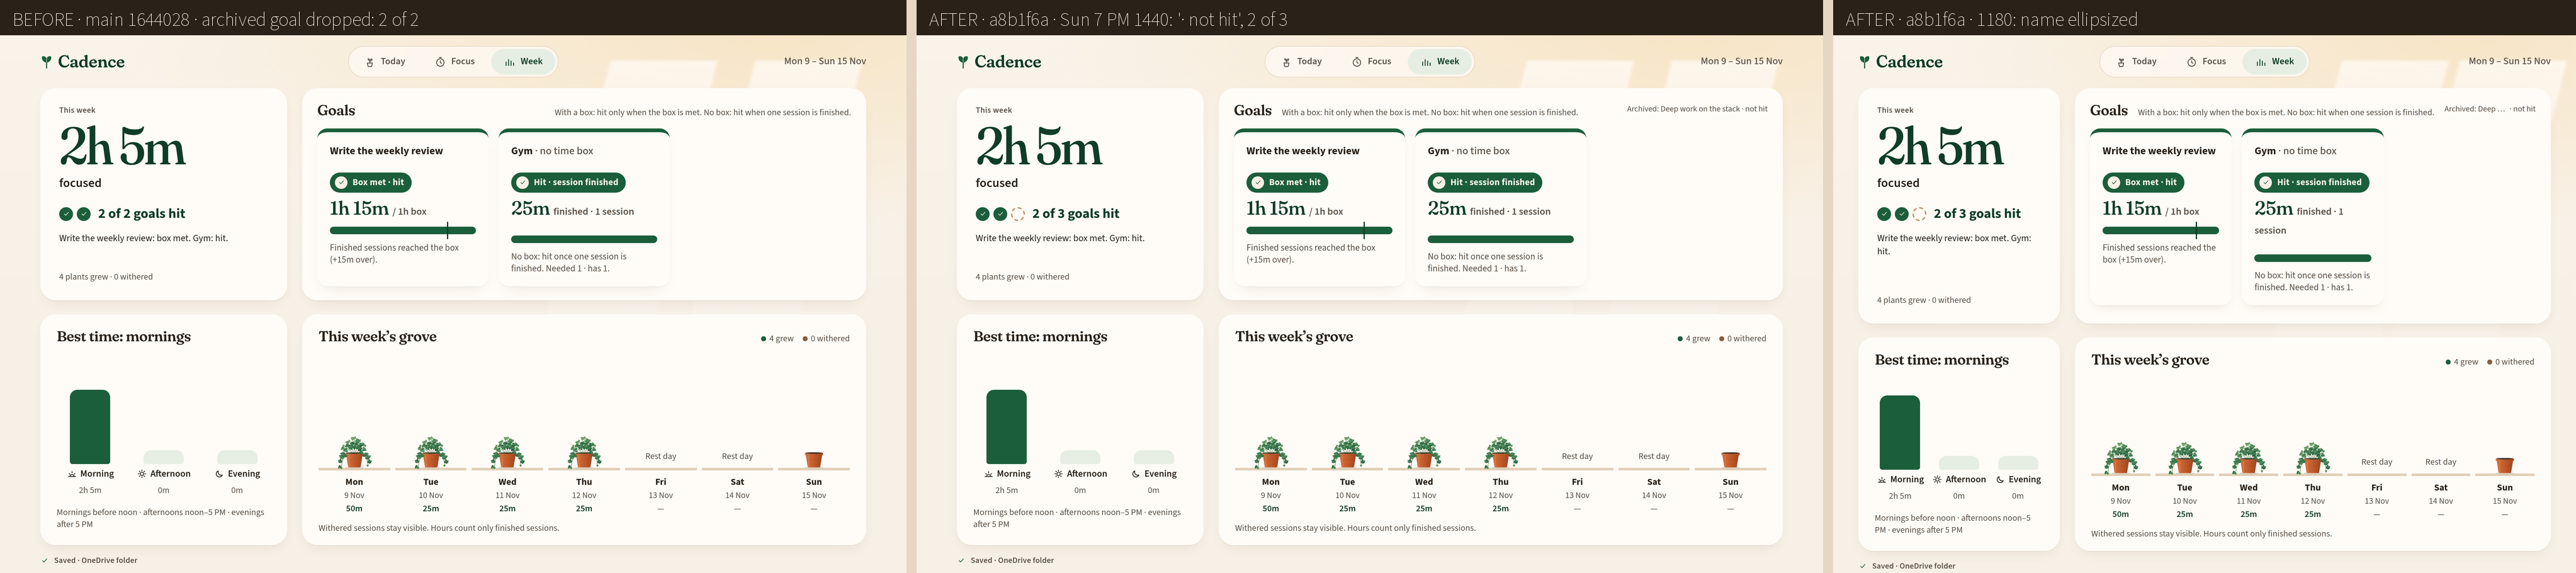 BEFORE · main 1644028 · archived goal dropped: 2 of 2
Cadence
Today
Focus
Week
Mon 9 – Sun 15 Nov
This week
2h 5m
focused
2 of 2 goals hit
Write the weekly review: box met. Gym: hit.
4 plants grew · 0 withered
Goals
With a box: hit only when the box is met. No box: hit when one session is finished.
Write the weekly review
Box met · hit
1h 15m / 1h box
Finished sessions reached the box
(+15m over).
Gym · no time box
Hit · session finished
25m finished · 1 session
No box: hit once one session is
finished. Needed 1 · has 1.
Best time: mornings
Morning
Afternoon
Evening
2h 5m
0m
0m
Mornings before noon · afternoons noon–5 PM · evenings
after 5 PM
This week’s grove
4 grew
0 withered
Rest day
Rest day
Mon
Tue
Wed
Thu
Fri
Sat
Sun
9 Nov
10 Nov
11 Nov
12 Nov
13 Nov
14 Nov
15 Nov
50m
25m
25m
25m
—
—
—
Withered sessions stay visible. Hours count only finished sessions.
Saved · OneDrive folder
AFTER · a8b1f6a · Sun 7 PM 1440: '· not hit', 2 of 3
Cadence
Today
Focus
Week
Mon 9 – Sun 15 Nov
This week
2h 5m
focused
2 of 3 goals hit
Write the weekly review: box met. Gym: hit.
4 plants grew · 0 withered
Goals
With a box: hit only when the box is met. No box: hit when one session is finished.
Archived: Deep work on the stack · not hit
Write the weekly review
Box met · hit
1h 15m / 1h box
Finished sessions reached the box
(+15m over).
Gym · no time box
Hit · session finished
25m finished · 1 session
No box: hit once one session is
finished. Needed 1 · has 1.
Best time: mornings
Morning
Afternoon
Evening
2h 5m
0m
0m
Mornings before noon · afternoons noon–5 PM · evenings
after 5 PM
This week’s grove
4 grew
0 withered
Rest day
Rest day
Mon
Tue
Wed
Thu
Fri
Sat
Sun
9 Nov
10 Nov
11 Nov
12 Nov
13 Nov
14 Nov
15 Nov
50m
25m
25m
25m
—
—
—
Withered sessions stay visible. Hours count only finished sessions.
Saved · OneDrive folder
AFTER · a8b1f6a · 1180: name ellipsized
Cadence
Today
Focus
Week
Mon 9 – Sun 15 Nov
This week
2h 5m
focused
2 of 3 goals hit
Write the weekly review: box met. Gym:
hit.
4 plants grew · 0 withered
Goals
With a box: hit only when the box is met. No box: hit when one session is finished.
Archived: Deep … · not hit
Write the weekly review
Box met · hit
1h 15m / 1h box
Finished sessions reached the
box (+15m over).
Gym · no time box
Hit · session finished
25m finished · 1
session
No box: hit once one session is
finished. Needed 1 · has 1.
Best time: mornings
Morning
Afternoon
Evening
2h 5m
0m
0m
Mornings before noon · afternoons noon–5
PM · evenings after 5 PM
This week’s grove
4 grew
0 withered
Rest day
Rest day
Mon
Tue
Wed
Thu
Fri
Sat
Sun
9 Nov
10 Nov
11 Nov
12 Nov
13 Nov
14 Nov
15 Nov
50m
25m
25m
25m
—
—
—
Withered sessions stay visible. Hours count only finished sessions.
Saved · OneDrive folder